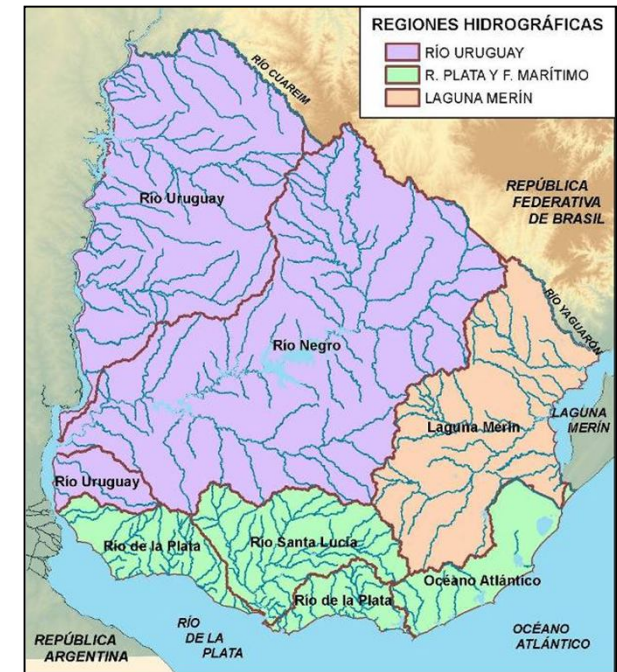 REGIONES HIDROGRÁFICAS
RÍO URUGUAY
R. PLATA Y F. MARÍTIMO
LAGUNA MERÍN
RÍO CUAREIM
REPÚBLICA
FEDERATIVA
DE BRASIL
Río Uruguay
RÍO YAGUARÓN
Río Negro
LAGUNA
MERÍN
Laguna Merín
Río Uruguay
Río de la Plata
Río Santa Lucía
Océano Atlántico
Río de la Plata
RÍO
DE LA
PLATA
OCÉANO
ATLÁNTICO
REPÚBLICA
ARGENTINA